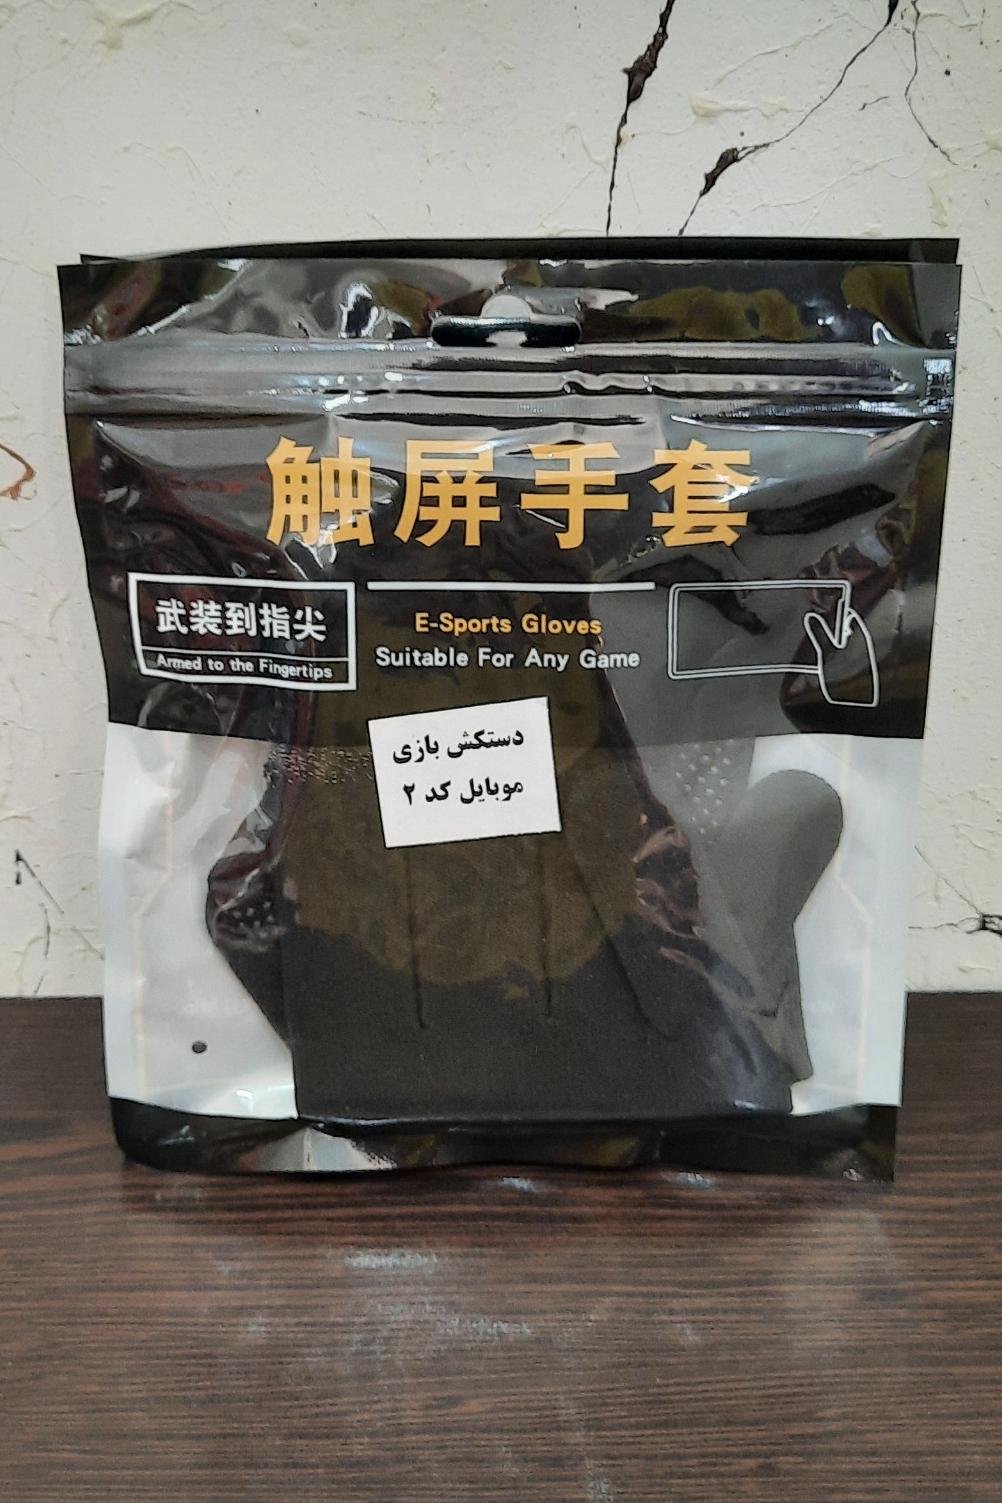 触屏手套
武装到指尖
Armed to the Fingertips
E-Sports Gloves
Suitable For Any Game
دستکش بازی
موبایل کد ۲